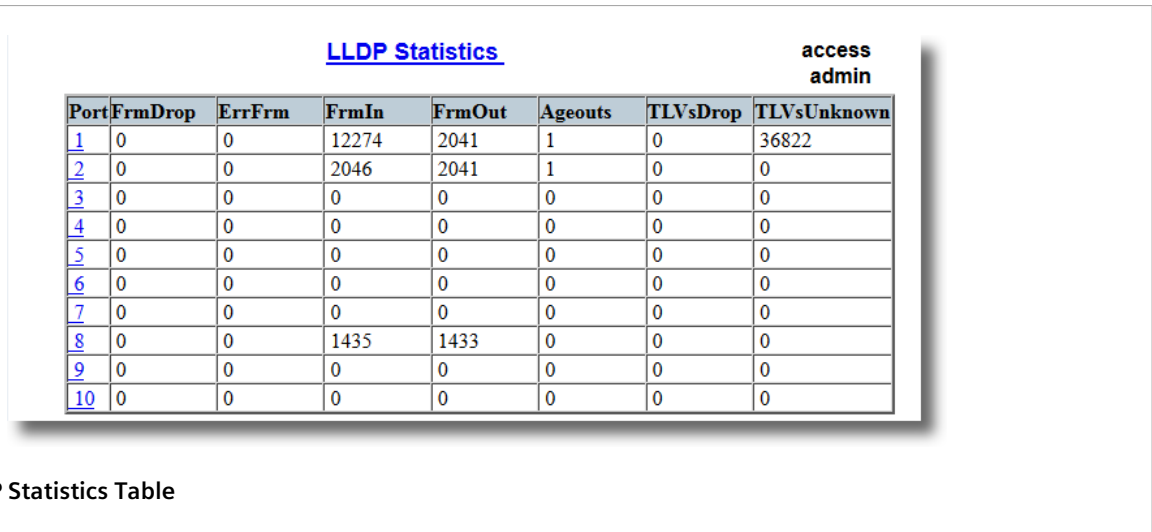 LLDP Statistics
access
admin
Port FrmDrop ErrFrm FrmIn FrmOut Ageouts TLVsDrop TLVsUnknown
1 0 0 12274 2041 1 0 36822
2 0 0 2046 2041 1 0 0
3 0 0 0 0 0 0 0
4 0 0 0 0 0 0 0
5 0 0 0 0 0 0 0
6 0 0 0 0 0 0 0
7 0 0 0 0 0 0 0
8 0 0 1435 1433 0 0 0
9 0 0 0 0 0 0 0
10 0 0 0 0 0 0 0
Statistics Table